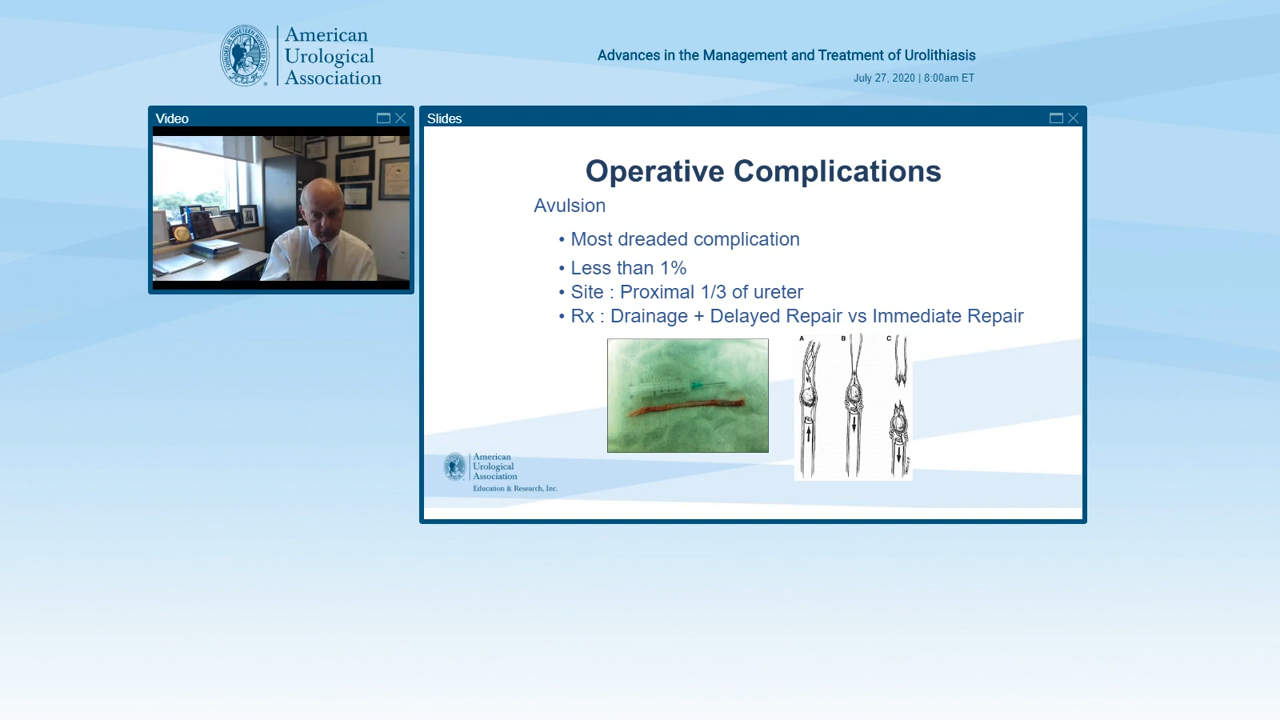 American
Urological
Association
Advances in the Management and Treatment of Urolithiasis
July 27, 2020 | 8:00am ET
Video
Slides
Operative Complications
Avulsion
• Most dreaded complication
• Less than 1%
• Site : Proximal 1/3 of ureter
• Rx : Drainage + Delayed Repair vs Immediate Repair
A B C
American
Urological
Association
Education & Research, Inc.